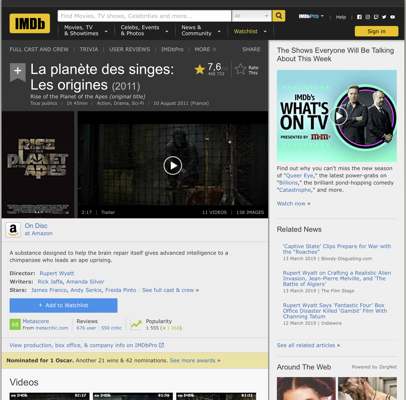 IMDb
Find Movies, TV shows, Celebrities and more...
All
IMDbPro
Help
Movies, TV
& Showtimes
Celebs, Events
& Photos
News &
Community
Watchlist
Sign in
FULL CAST AND CREW | TRIVIA | USER REVIEWS | IMDbPro | MORE
SHARE
La planète des singes:
Les origines (2011)
Rise of the Planet of the Apes (original title)
Tous publics | 1h 45min | Action, Drama, Sci-Fi | 10 August 2011 (France)
7,6
Rate
This
RISE
PLANET
APES
2:17 | Trailer
11 VIDEOS | 136 IMAGES
On Disc
at Amazon
A substance designed to help the brain repair itself gives advanced intelligence to a
chimpanzee who leads an ape uprising.
Director: Rupert Wyatt
Writers: Rick Jaffa, Amanda Silver
Stars: James Franco, Andy Serkis, Freida Pinto | See full cast & crew »
+ Add to Watchlist
Metascore
From metacritic.com
Reviews
676 user | 550 critic
Popularity
View production, box office, & company info on IMDbPro
Nominated for 1 Oscar. Another 21 wins & 42 nominations. See more awards »
Videos
The Shows Everyone Will Be Talking
About This Week
IMDb's
WHAT'S
ON TV
PRESENTED BY M&M'S
Find out why you can't miss the new season
of "Queer Eye," the latest power-grabs on
"Billions," the brilliant pond-hopping comedy
"Catastrophe," and more.
Watch now »
Related News
'Captive State' Clips Prepare for War with
the "Roaches"
13 March 2019 | Bloody-Disgusting.com
Rupert Wyatt on Crafting a Realistic Alien
Invasion, Jean-Pierre Melville, and 'The
Battle of Algiers'
13 March 2019 | The Film Stage
Rupert Wyatt Says 'Fantastic Four' Box
Office Disaster Killed 'Gambit' Film With
Channing Tatum
12 March 2019 | Indiewire
See all related articles »
Around The Web
Powered by ZergNet